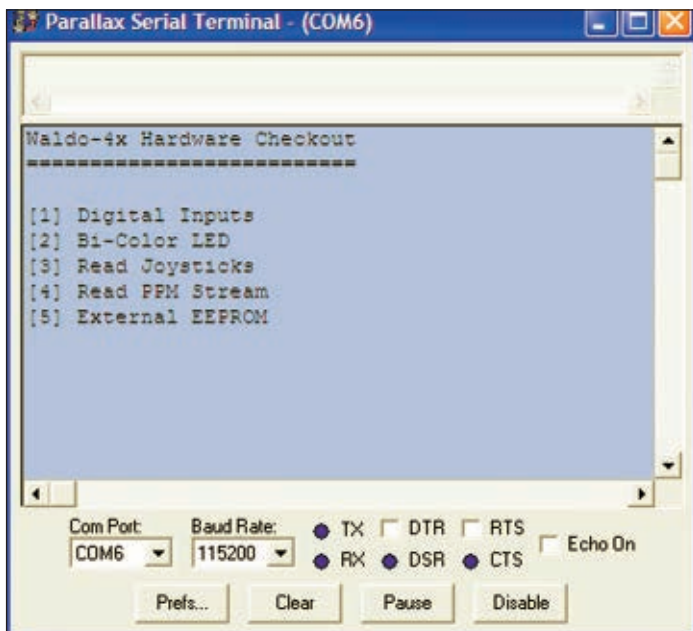 Parallax Serial Terminal - (COM6)
Waldo-4x Hardware Checkout
==========================
[1] Digital Inputs
[2] Bi-Color LED
[3] Read Joysticks
[4] Read PPM Stream
[5] External EEPROM
Com Port: Baud Rate: TX DTR RTS
COM6 115200 RX DSR CTS Echo On
Prefs... Clear Pause Disable